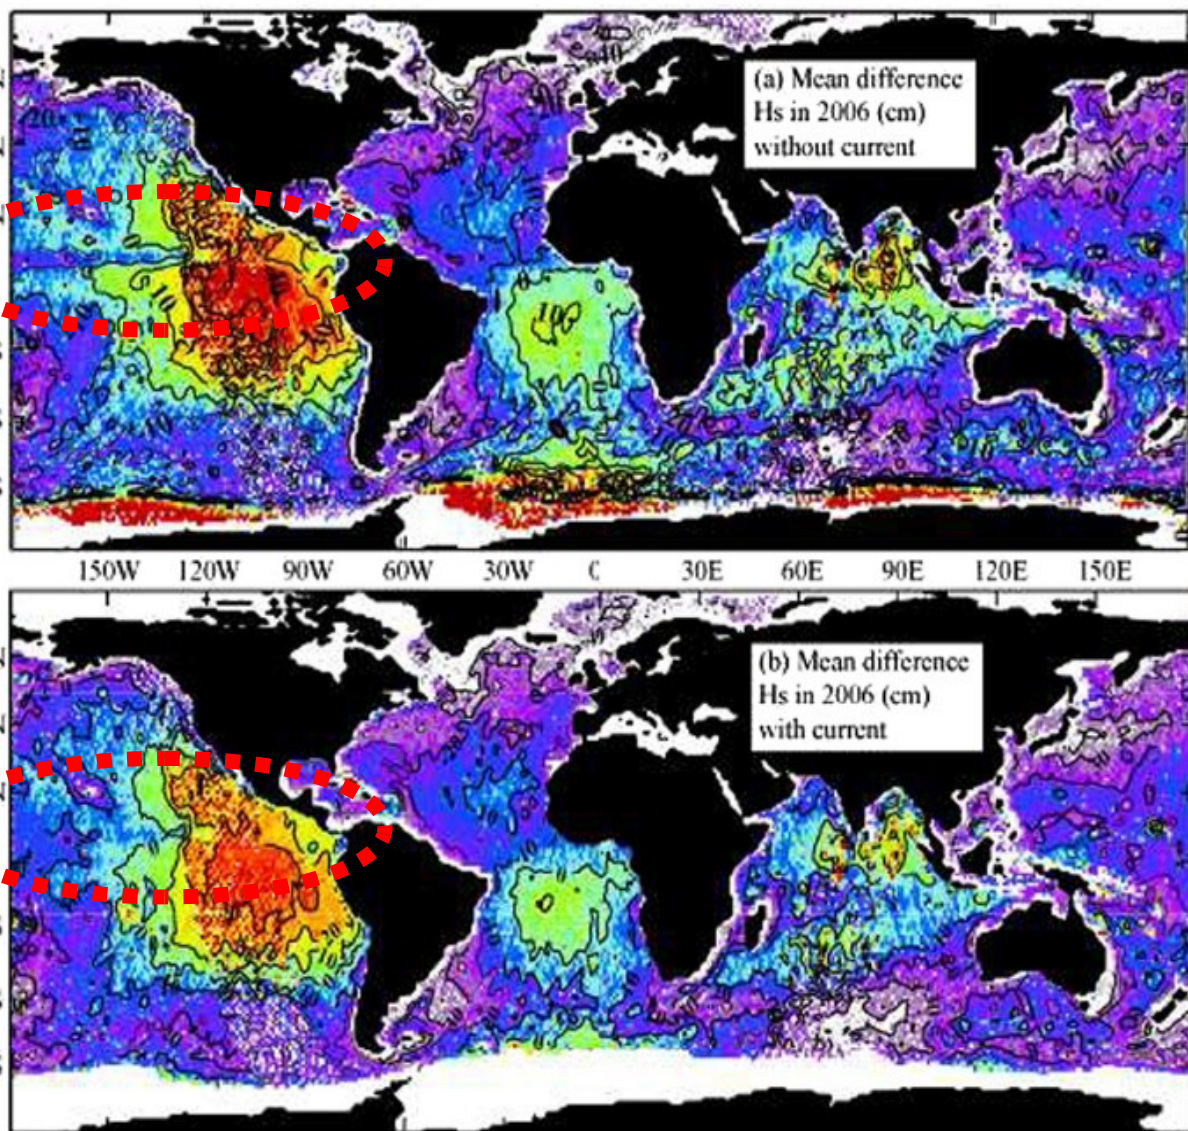 (a) Mean difference
Hs in 2006 (cm)
without current
10
150W 120W 90W 60W 30W 30E 60E 90E 120E 150E
(b) Mean difference
Hs in 2006 (cm)
with current